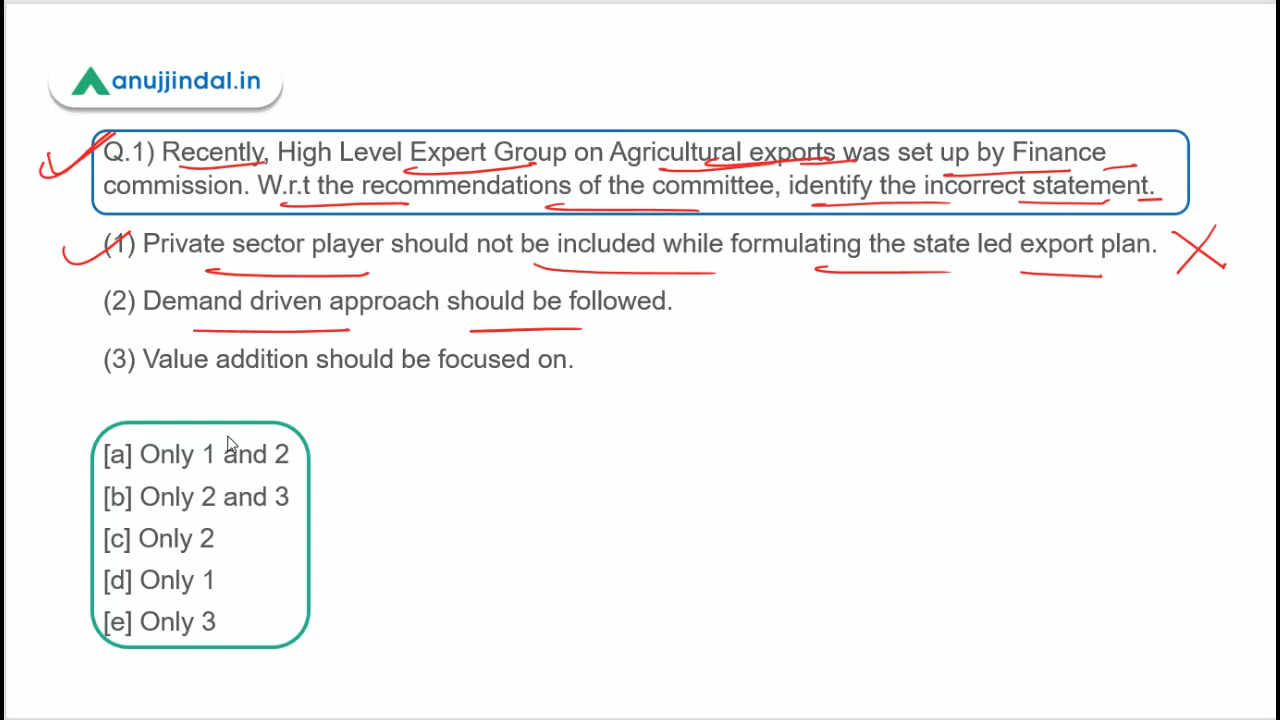 anujjindal.in
Q.1) Recently, High Level Expert Group on Agricultural exports was set up by Finance
commission. W.r.t the recommendations of the committee, identify the incorrect statement.
(1) Private sector player should not be included while formulating the state led export plan.
(2) Demand driven approach should be followed.
(3) Value addition should be focused on.
[a] Only 1 and 2
[b] Only 2 and 3
[c] Only 2
[d] Only 1
[e] Only 3